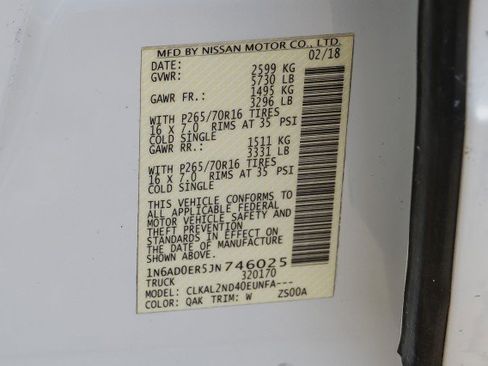 MFD BY NISSAN MOTOR CO., LTD.
DATE: 02/18
GVWR: 2599 KG
5730 LB
GAWR FR.: 1495 KG
3296 LB
WITH P265/70R16 TIRES
16 X 7.0 RIMS AT 35 PSI
COLD SINGLE
GAWR RR.: 1511 KG
3331 LB
WITH P265/70R16 TIRES
16 X 7.0 RIMS AT 35 PSI
COLD SINGLE
THIS VEHICLE CONFORMS TO
ALL APPLICABLE FEDERAL
MOTOR VEHICLE SAFETY AND
THEFT PREVENTION
STANDARDS IN EFFECT ON
THE DATE OF MANUFACTURE
SHOWN ABOVE.
1N6AD0ER5JN746025
TRUCK 320170
MODEL: CLKAL2ND40EUNFA---
COLOR: QAK TRIM: W ZS00A